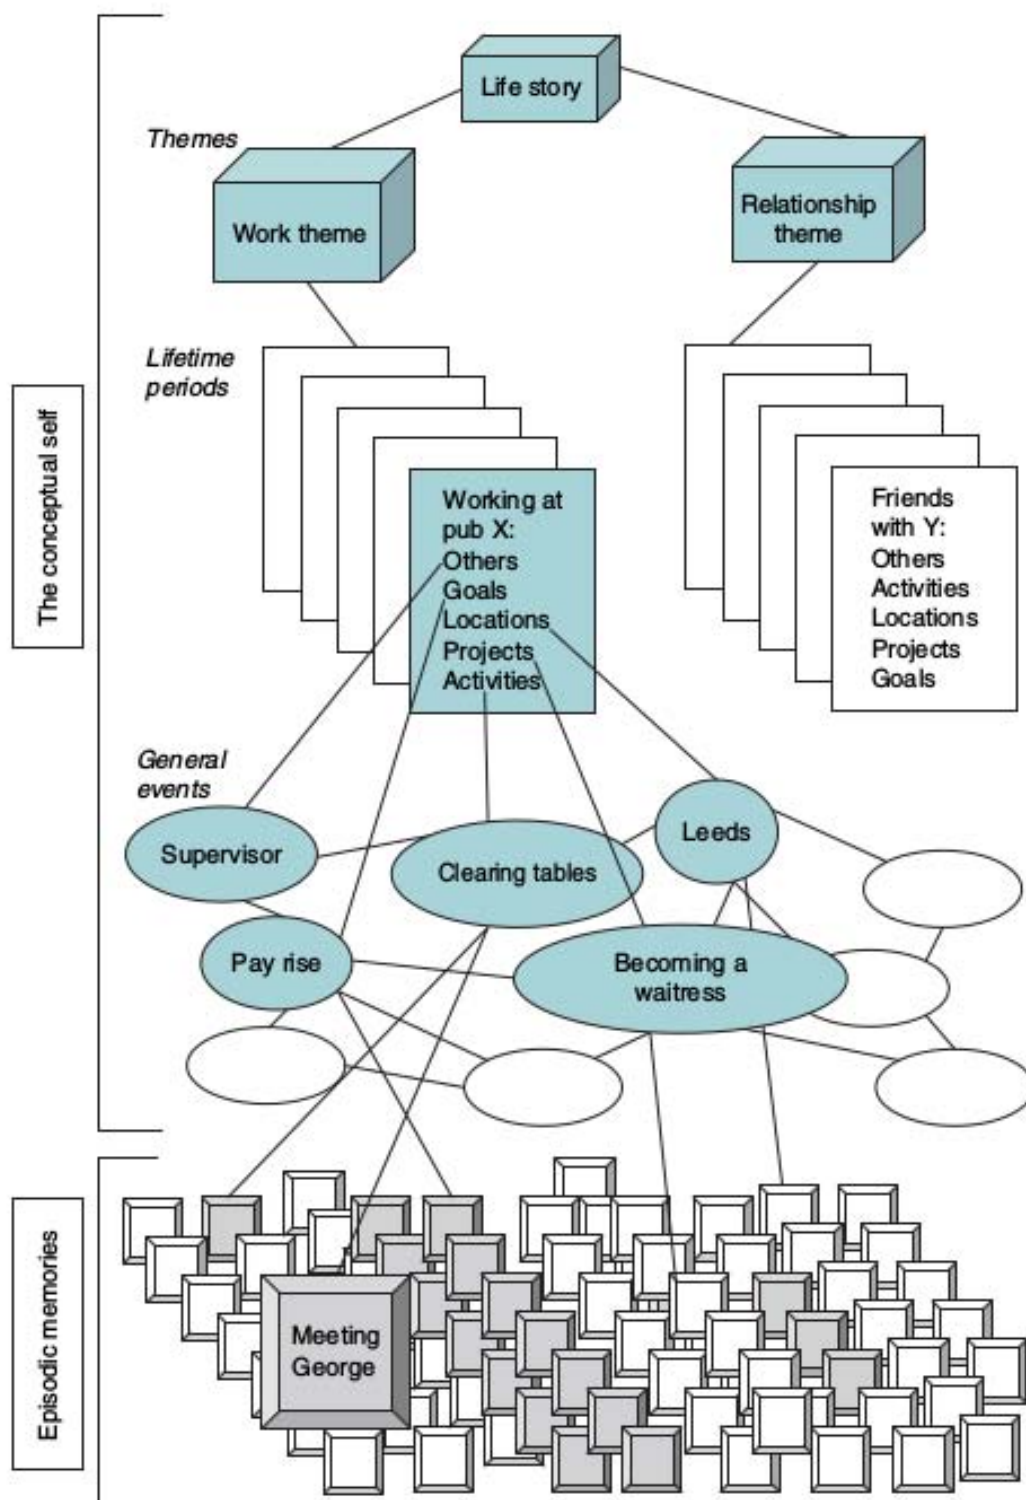 Life story
Themes
Work theme
Relationship
theme
Lifetime
periods
The conceptual self
Working at
pub X:
Others
Goals
Locations
Projects
Activities
Friends
with Y:
Others
Activities
Locations
Projects
Goals
General
events
Supervisor
Clearing tables
Leeds
Pay rise
Becoming a
waitress
Episodic memories
Meeting
George